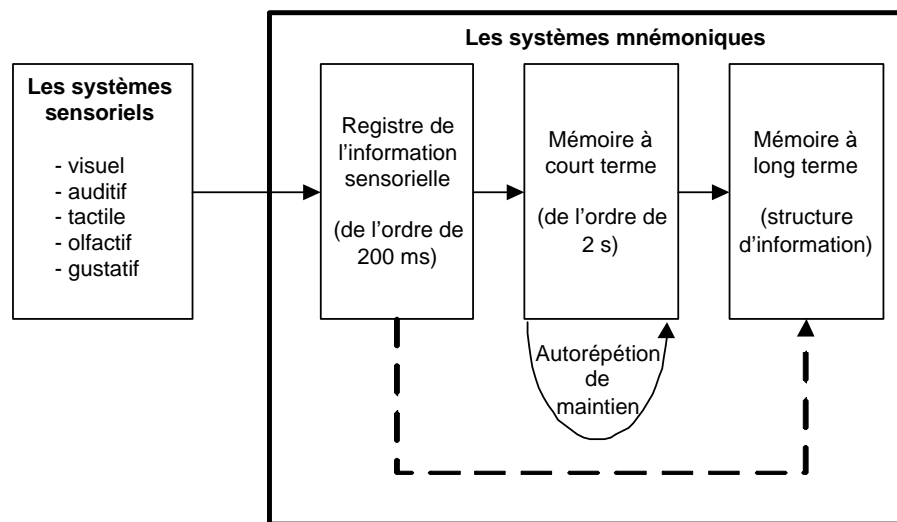 Les systèmes mnémoniques
Les systèmes
sensoriels
- visuel
- auditif
- tactile
- olfactif
- gustatif
Registre de
l’information
sensorielle
(de l’ordre de
200 ms)
Mémoire à
court terme
(de l’ordre de
2 s)
Mémoire à
long terme
(structure
d’information)
Autorépétion
de
maintien